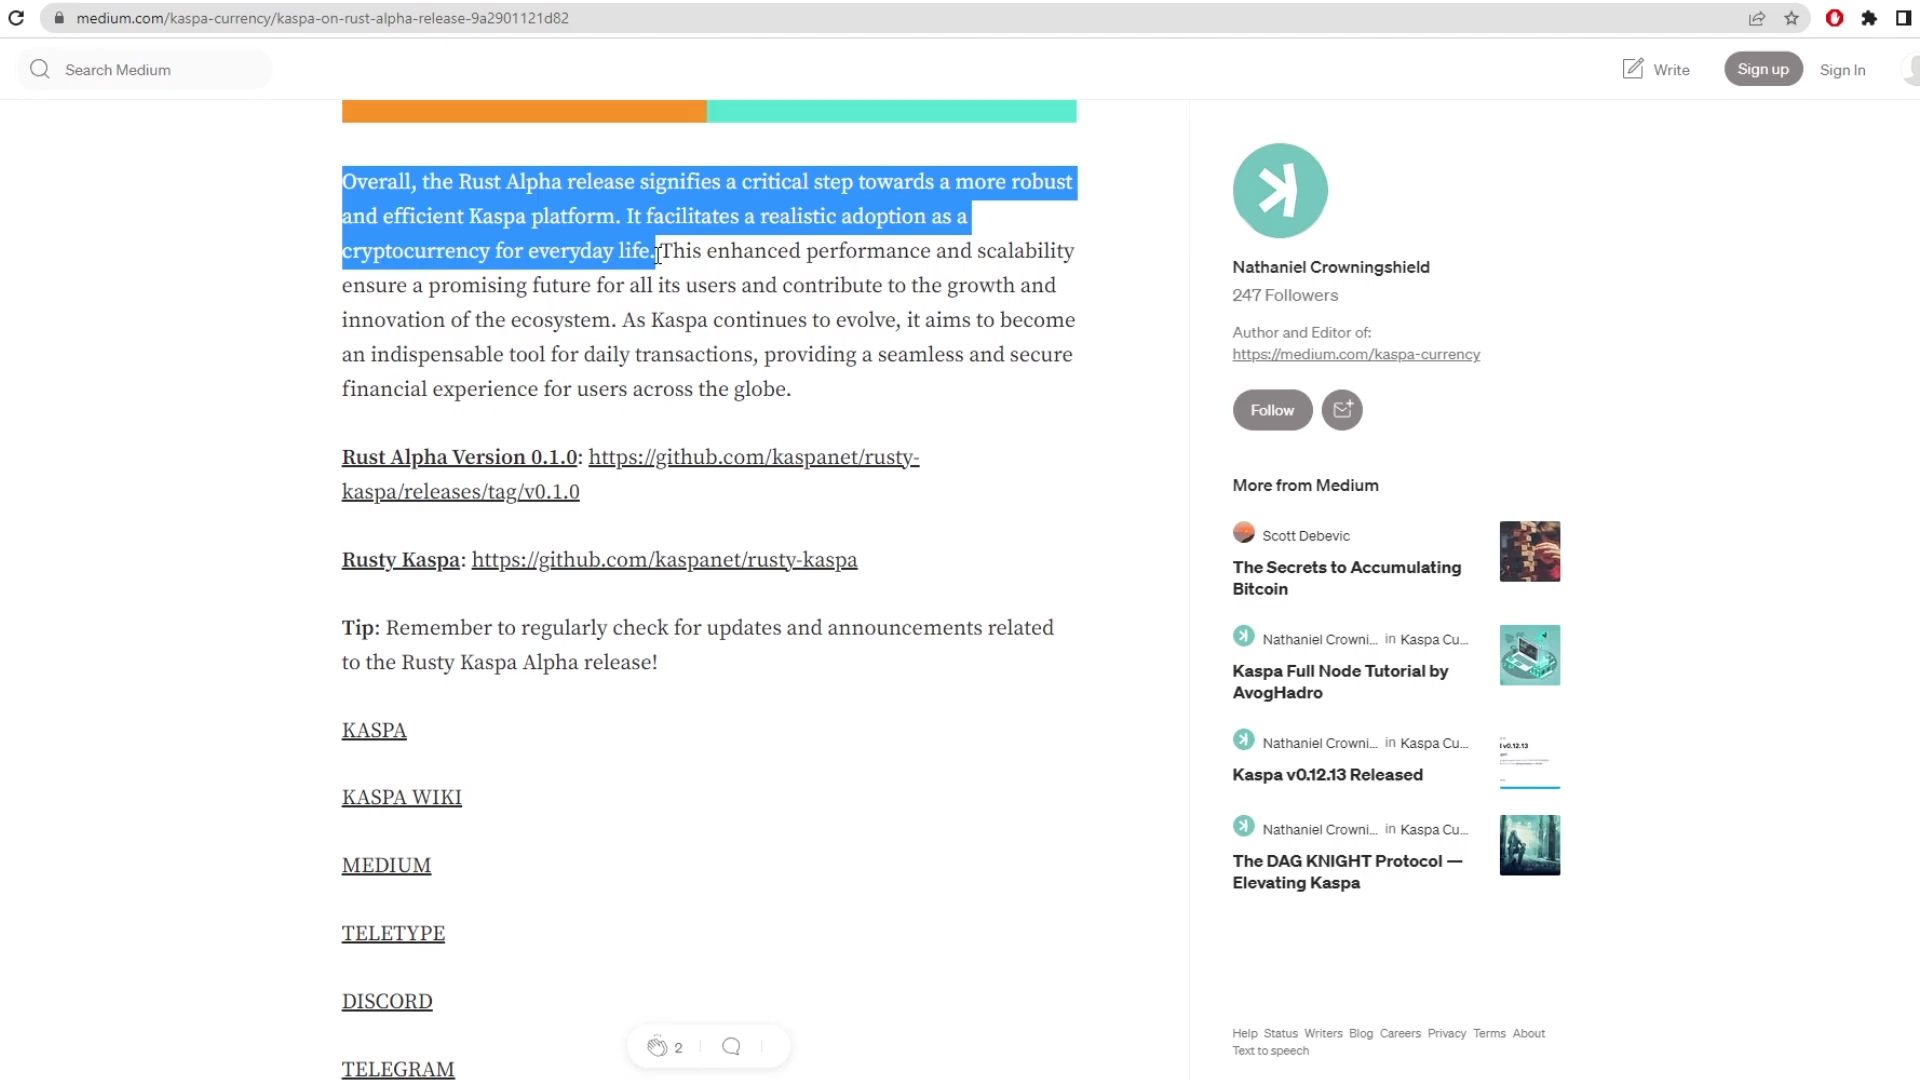 medium.com/kaspa-currency/kaspa-on-rust-alpha-release-9a2901121d82
Search Medium
Write
Sign up
Sign In
Overall, the Rust Alpha release signifies a critical step towards a more robust
and efficient Kaspa platform. It facilitates a realistic adoption as a
cryptocurrency for everyday life. This enhanced performance and scalability
ensure a promising future for all its users and contribute to the growth and
innovation of the ecosystem. As Kaspa continues to evolve, it aims to become
an indispensable tool for daily transactions, providing a seamless and secure
financial experience for users across the globe.
Rust Alpha Version 0.1.0: https://github.com/kaspanet/rusty-
kaspa/releases/tag/v0.1.0
Rusty Kaspa: https://github.com/kaspanet/rusty-kaspa
Tip: Remember to regularly check for updates and announcements related
to the Rusty Kaspa Alpha release!
KASPA
KASPA WIKI
MEDIUM
TELETYPE
DISCORD
TELEGRAM
2
Nathaniel Crowningshield
247 Followers
Author and Editor of:
https://medium.com/kaspa-currency
Follow
More from Medium
Scott Debevic
The Secrets to Accumulating
Bitcoin
Nathaniel Crowni... in Kaspa Cu...
Kaspa Full Node Tutorial by
AvogHadro
Nathaniel Crowni... in Kaspa Cu...
Kaspa v0.12.13 Released
v0.12.13
Nathaniel Crowni... in Kaspa Cu...
The DAG KNIGHT Protocol —
Elevating Kaspa
Help Status Writers Blog Careers Privacy Terms About
Text to speech